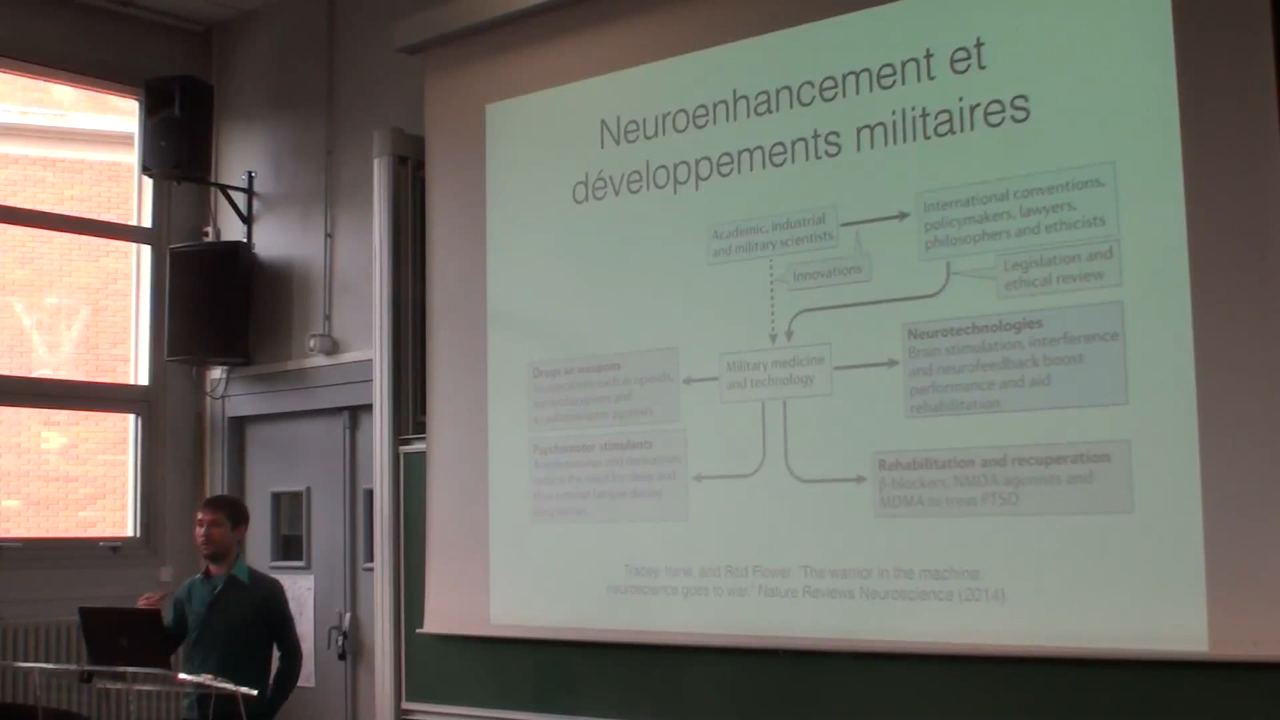 Neuroenhancement et
développements militaires
Academic, industrial
and military scientists
International conventions,
policymakers, lawyers,
philosophers and ethicists
Innovations
Legislation and
ethical review
Military medicine
and technology
Neurotechnologies
Brain stimulation, interference
and neurofeedback boost
performance and aid
rehabilitation
Drugs as weapons
Psychomotor stimulants
Rehabilitation and recuperation
β-blockers, NMDA agonists and
MDMA to treat PTSD
Tracey, Irene, and Rod Flower. 'The warrior in the machine:
neuroscience goes to war.' Nature Reviews Neuroscience (2014)